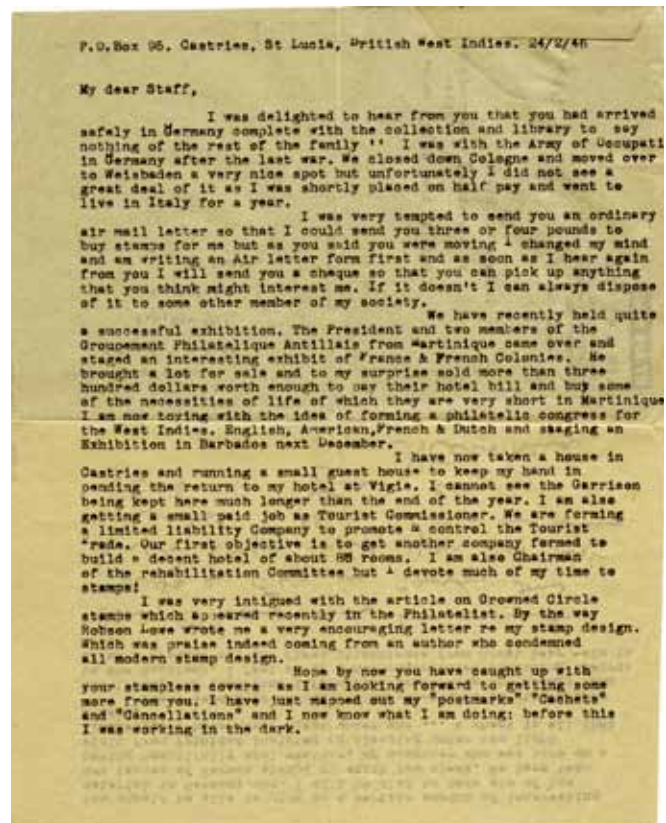 P.O.Box 95. Castries, St Lucia, British West Indies. 24/2/48
My dear Staff,
I was delighted to hear from you that you had arrived
safely in Germany complete with the collection and library to say
nothing of the rest of the family " I was with the Army of Occupati
in Germany after the last war. We closed down Cologne and moved over
to Weisbaden a very nice spot but unfortunately I did not see a
great deal of it as I was shortly placed on half pay and went to
live in Italy for a year.
I was very tempted to send you an ordinary
air mail letter so that I could send you three or four pounds to
buy stamps for me but as you said you were moving I changed my mind
and am writing an Air letter form first and as soon as I hear again
from you I will send you a cheque so that you can pick up anything
that you think might interest me. If it doesn't I can always dispose
of it to some other member of my society.
We have recently held quite
a successful exhibition. The President and two members of the
Groupement Philatelique Antillais from Martinique came over and
staged an interesting exhibit of France & French Colonies. He
brought a lot for sale and to my surprise sold more than three
hundred dollars worth enough to pay their hotel bill and buy some
of the necessities of life of which they are very short in Martinique
I am now toying with the idea of forming a philatelic congress for
the West Indies. English, American,French & Dutch and staging an
Exhibition in Barbados next December.
I have now taken a house in
Castries and running a small guest house to keep my hand in
pending the return to my hotel at Vigie. I cannot see the Garrison
being kept here much longer than the end of the year. I am also
getting a small paid job as Tourist Commissioner. We are forming
a limited liability Company to promote & control the Tourist
Trade. Our first objective is to get another company formed to
build a decent hotel of about rooms. I am also Chairman
of the rehabilitation Committee but I devote much of my time to
stamps!
I was very intigued with the article on Crowned Circle
stamps which appeared recently in the Philatelist. By the way
Robson Lowe wrote me a very encouraging letter re my stamp design.
Which was praise indeed coming from an author who condemned
all modern stamp design.
Hope by now you have caught up with
your stampless covers as I am looking forward to getting some
more from you. I have just mapped out my "postmarks" "Cachets"
and "Cancellations" and I now know what I am doing: before this
I was working in the dark.